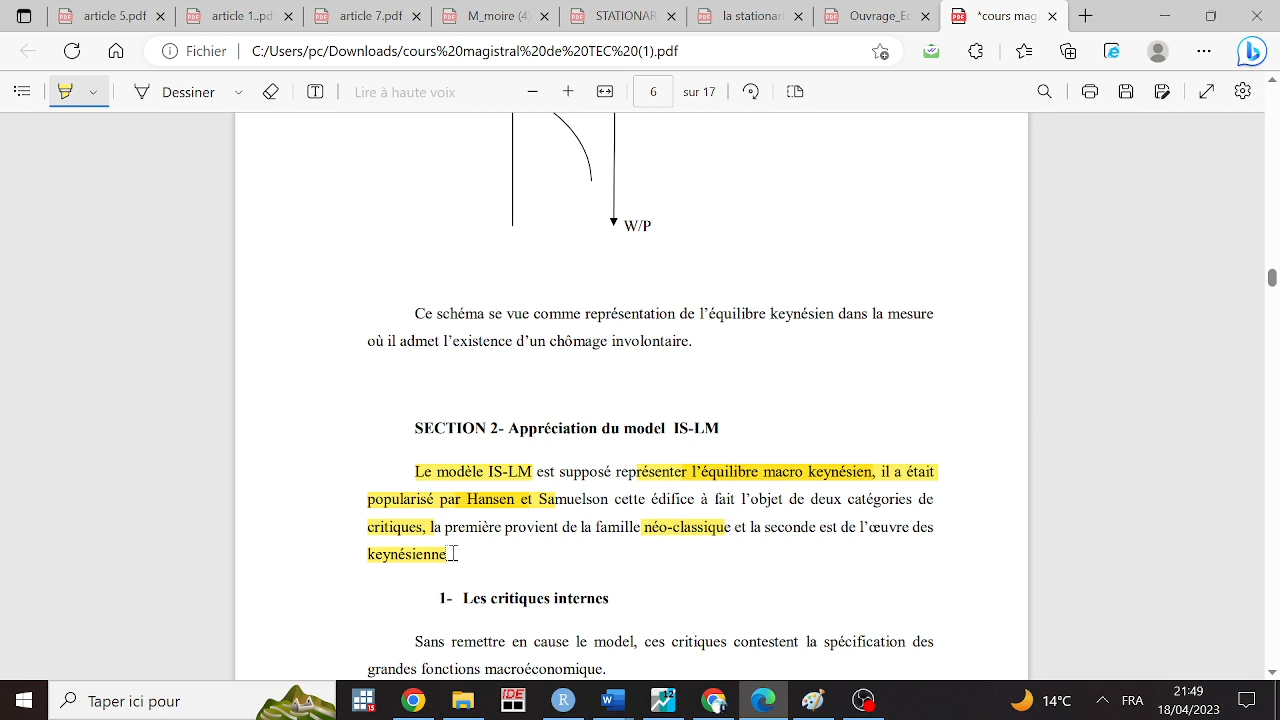 article 5.pdf
article 1.pdf
article 7.pdf
M_moire (4)
STATIONAR
la stationar
Ouvrage_Ec
*cours mag
Fichier
C:/Users/pc/Downloads/cours%20magistral%20de%20TEC%20(1).pdf
Dessiner
Lire à haute voix
6
sur 17
W/P
Ce schéma se vue comme représentation de l'équilibre keynésien dans la mesure
où il admet l'existence d'un chômage involontaire.
SECTION 2- Appréciation du model IS-LM
Le modèle IS-LM est supposé représenter l'équilibre macro keynésien, il a était
popularisé par Hansen et Samuelson cette édifice à fait l'objet de deux catégories de
critiques, la première provient de la famille néo-classique et la seconde est de l'œuvre des
keynésienne
1- Les critiques internes
Sans remettre en cause le model, ces critiques contestent la spécification des
grandes fonctions macroéconomique.
Taper ici pour
15
IDE
R
12
14°C
FRA
21:49
18/04/2023